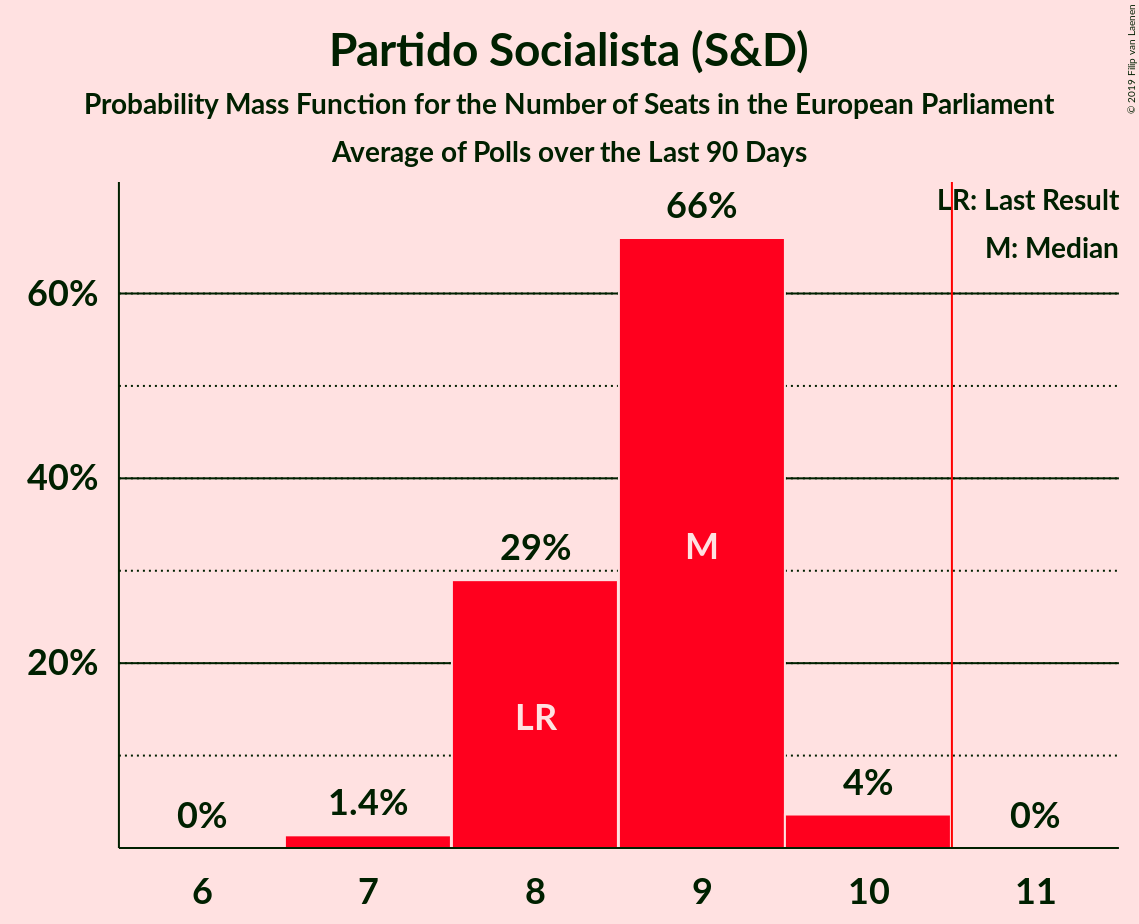 Partido Socialista (S&D)
Probability Mass Function for the Number of Seats in the European Parliament
Average of Polls over the Last 90 Days
© 2019 Filip van Laenen
LR: Last Result
M: Median
60%
40%
20%
0%
1.4%
29%
66%
4%
0%
LR
M
6
7
8
9
10
11